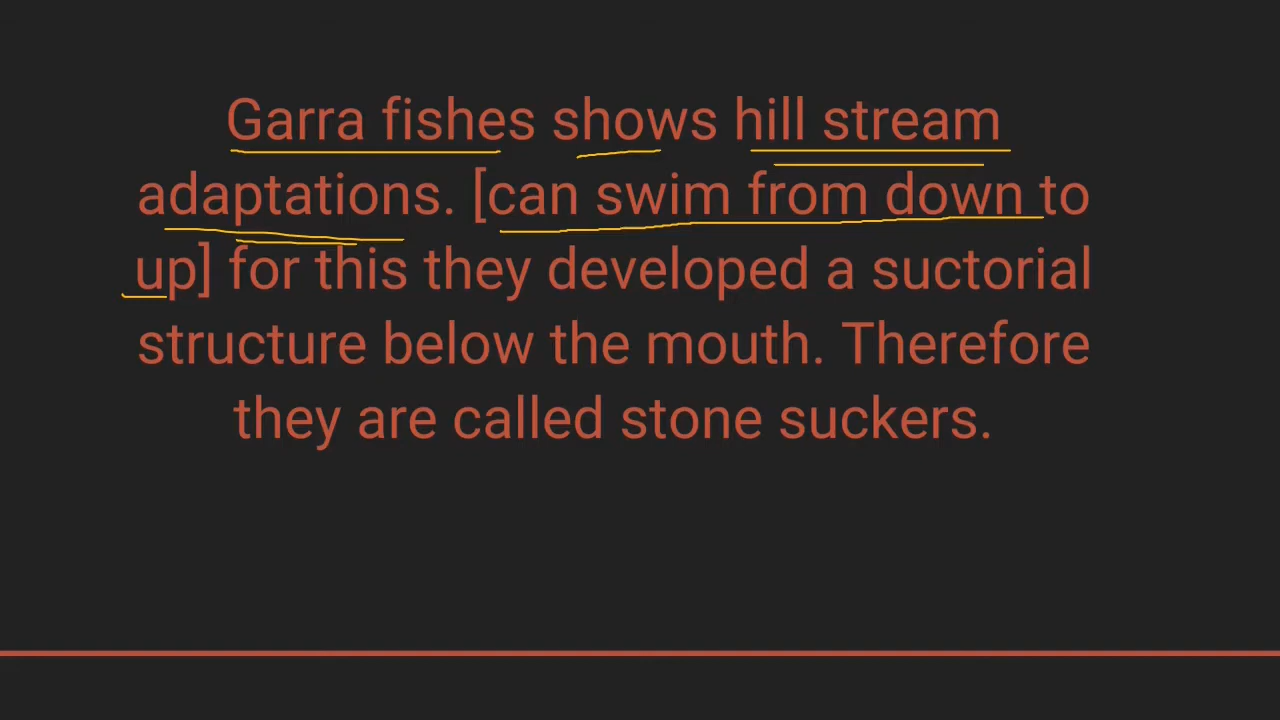 Garra fishes shows hill stream
adaptations. [can swim from down to
up] for this they developed a suctorial
structure below the mouth. Therefore
they are called stone suckers.